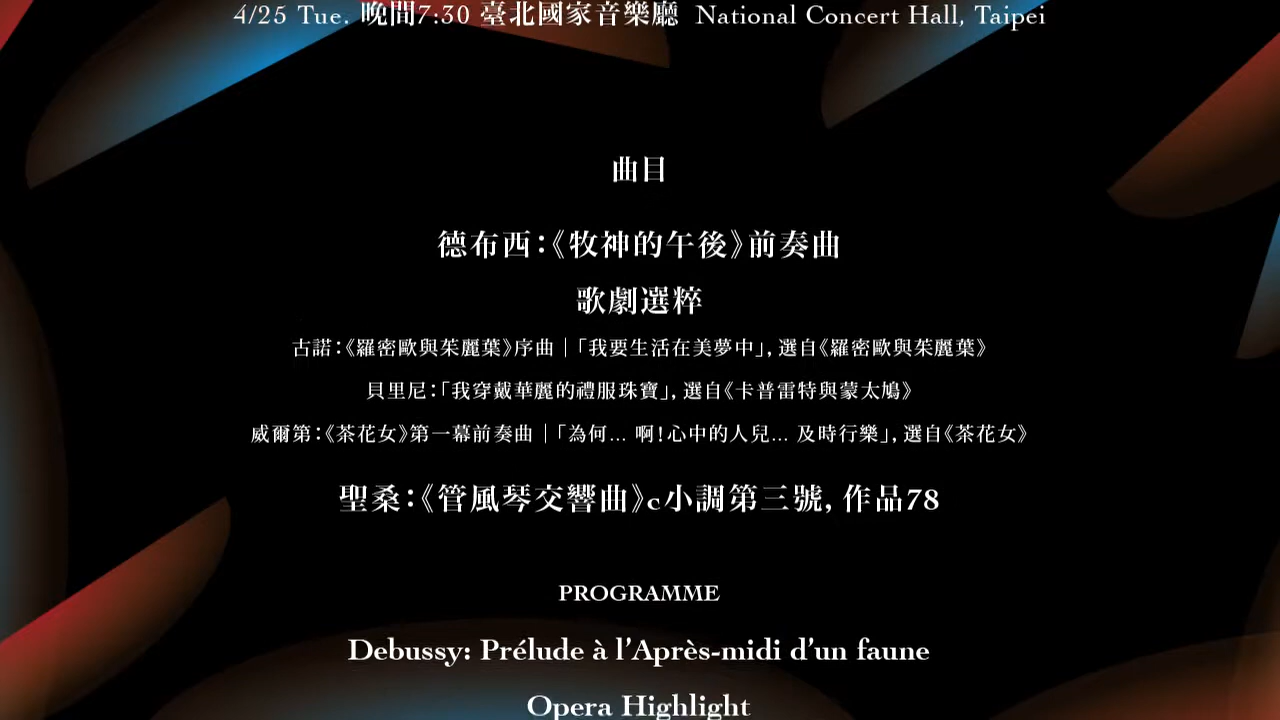 4/25 Tue. 晚間7:30 臺北國家音樂廳 National Concert Hall, Taipei
曲目
德布西:《牧神的午後》前奏曲
歌劇選粹
古諾:《羅密歐與茱麗葉》序曲｜「我要生活在美夢中」, 選自《羅密歐與茱麗葉》
貝里尼:「我穿戴華麗的禮服珠寶」, 選自《卡普雷特與蒙太鳩》
威爾第:《茶花女》第一幕前奏曲｜「為何... 啊!心中的人兒... 及時行樂」, 選自《茶花女》
聖桑:《管風琴交響曲》c小調第三號, 作品78
PROGRAMME
Debussy: Prélude à l'Après-midi d'un faune
Opera Highlight